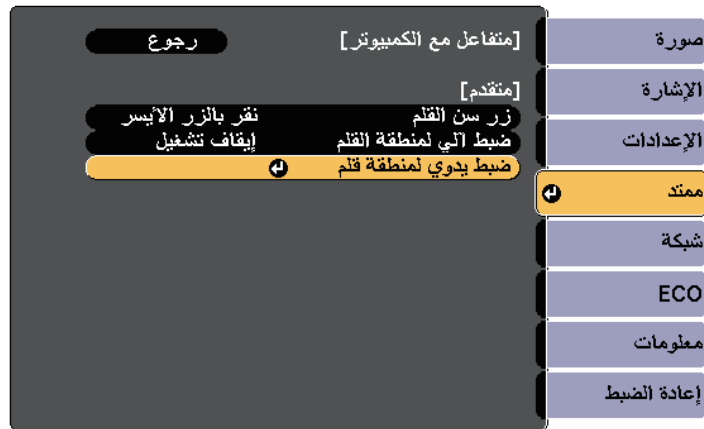 صورة
الإشارة
الإعدادات
ممتد
شبكة
ECO
معلومات
إعادة الضبط
[متفاعل مع الكمبيوتر] رجوع
[متقدم]
زر سن القلم نقر بالزر الأيسر
ضبط آلي لمنطقة القلم إيقاف تشغيل
ضبط يدوي لمنطقة قلم